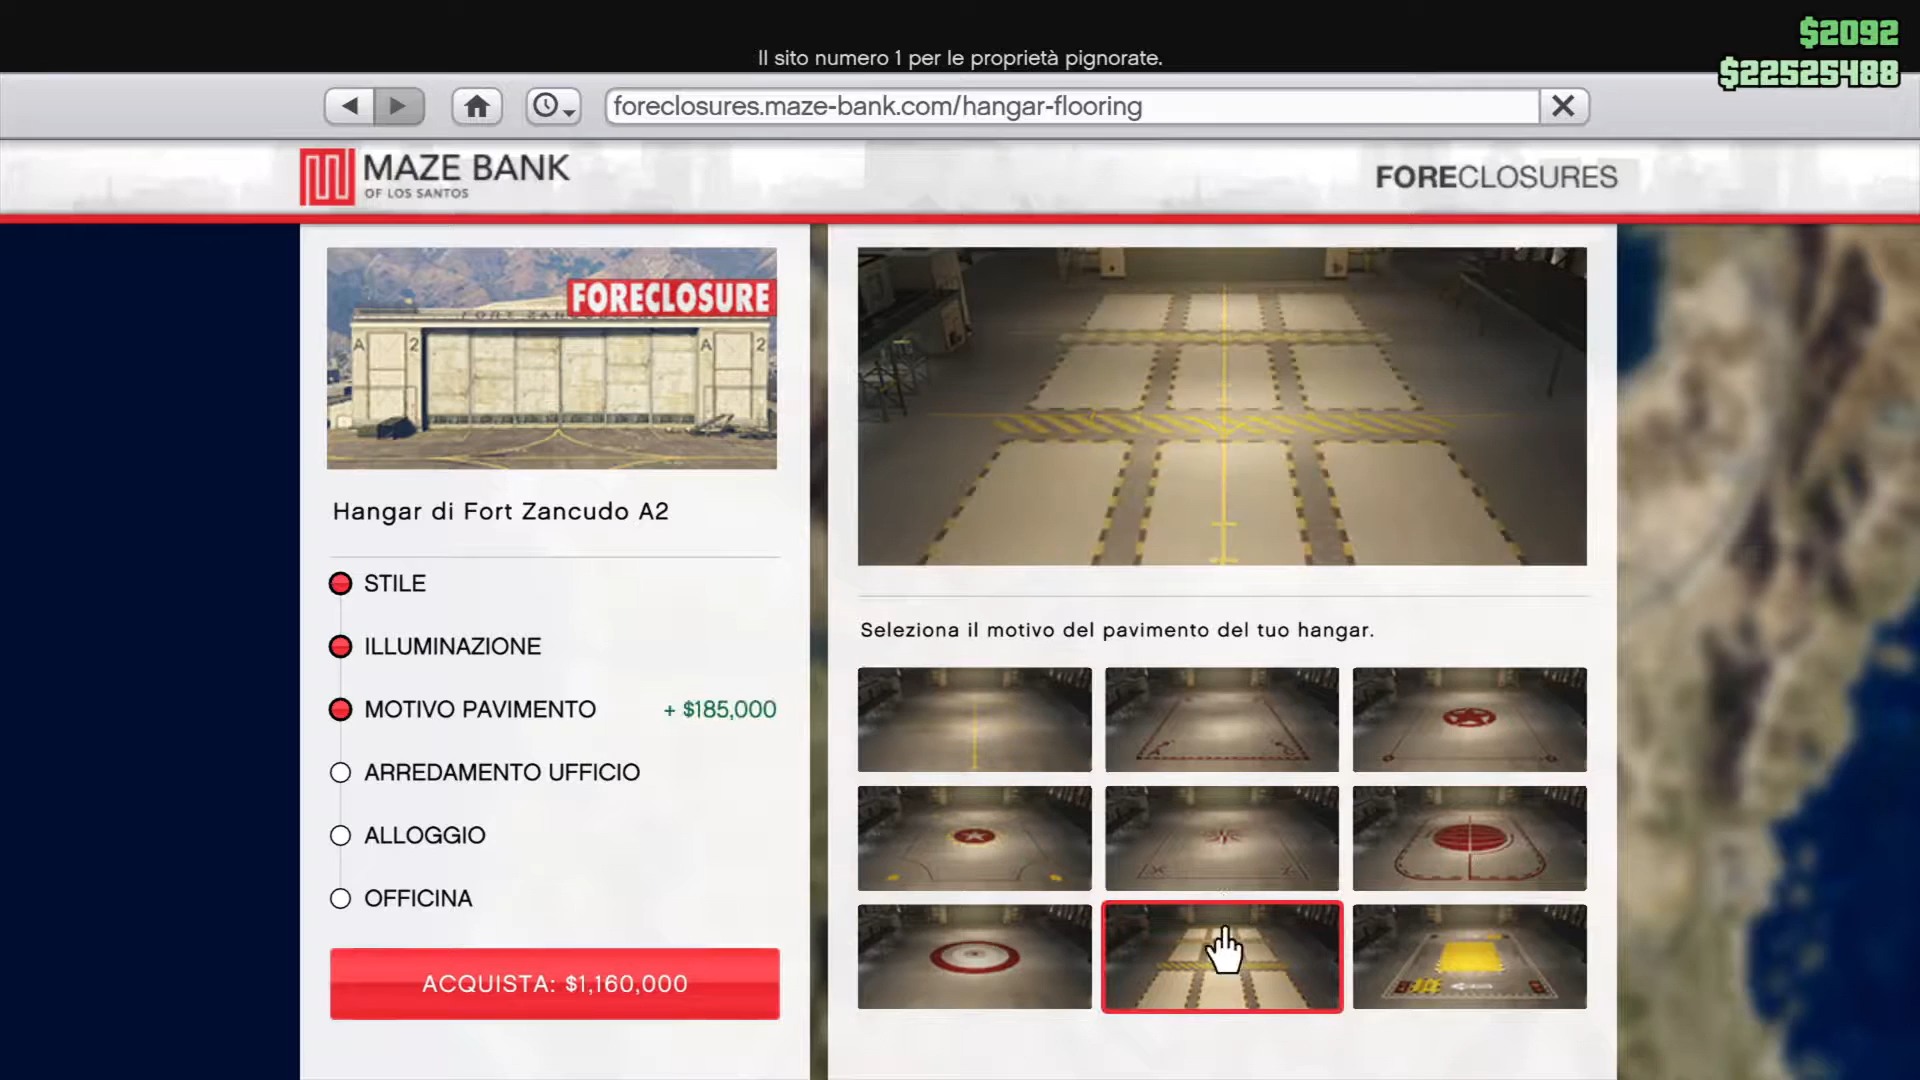 $2092
Il sito numero 1 per le proprietà pignorate.
$22525488
foreclosures.maze-bank.com/hangar-flooring
MAZE BANK
OF LOS SANTOS
FORECLOSURES
FORECLOSURE
A 2
A 2
Hangar di Fort Zancudo A2
STILE
ILLUMINAZIONE
MOTIVO PAVIMENTO + $185,000
ARREDAMENTO UFFICIO
ALLOGGIO
OFFICINA
ACQUISTA: $1,160,000
Seleziona il motivo del pavimento del tuo hangar.